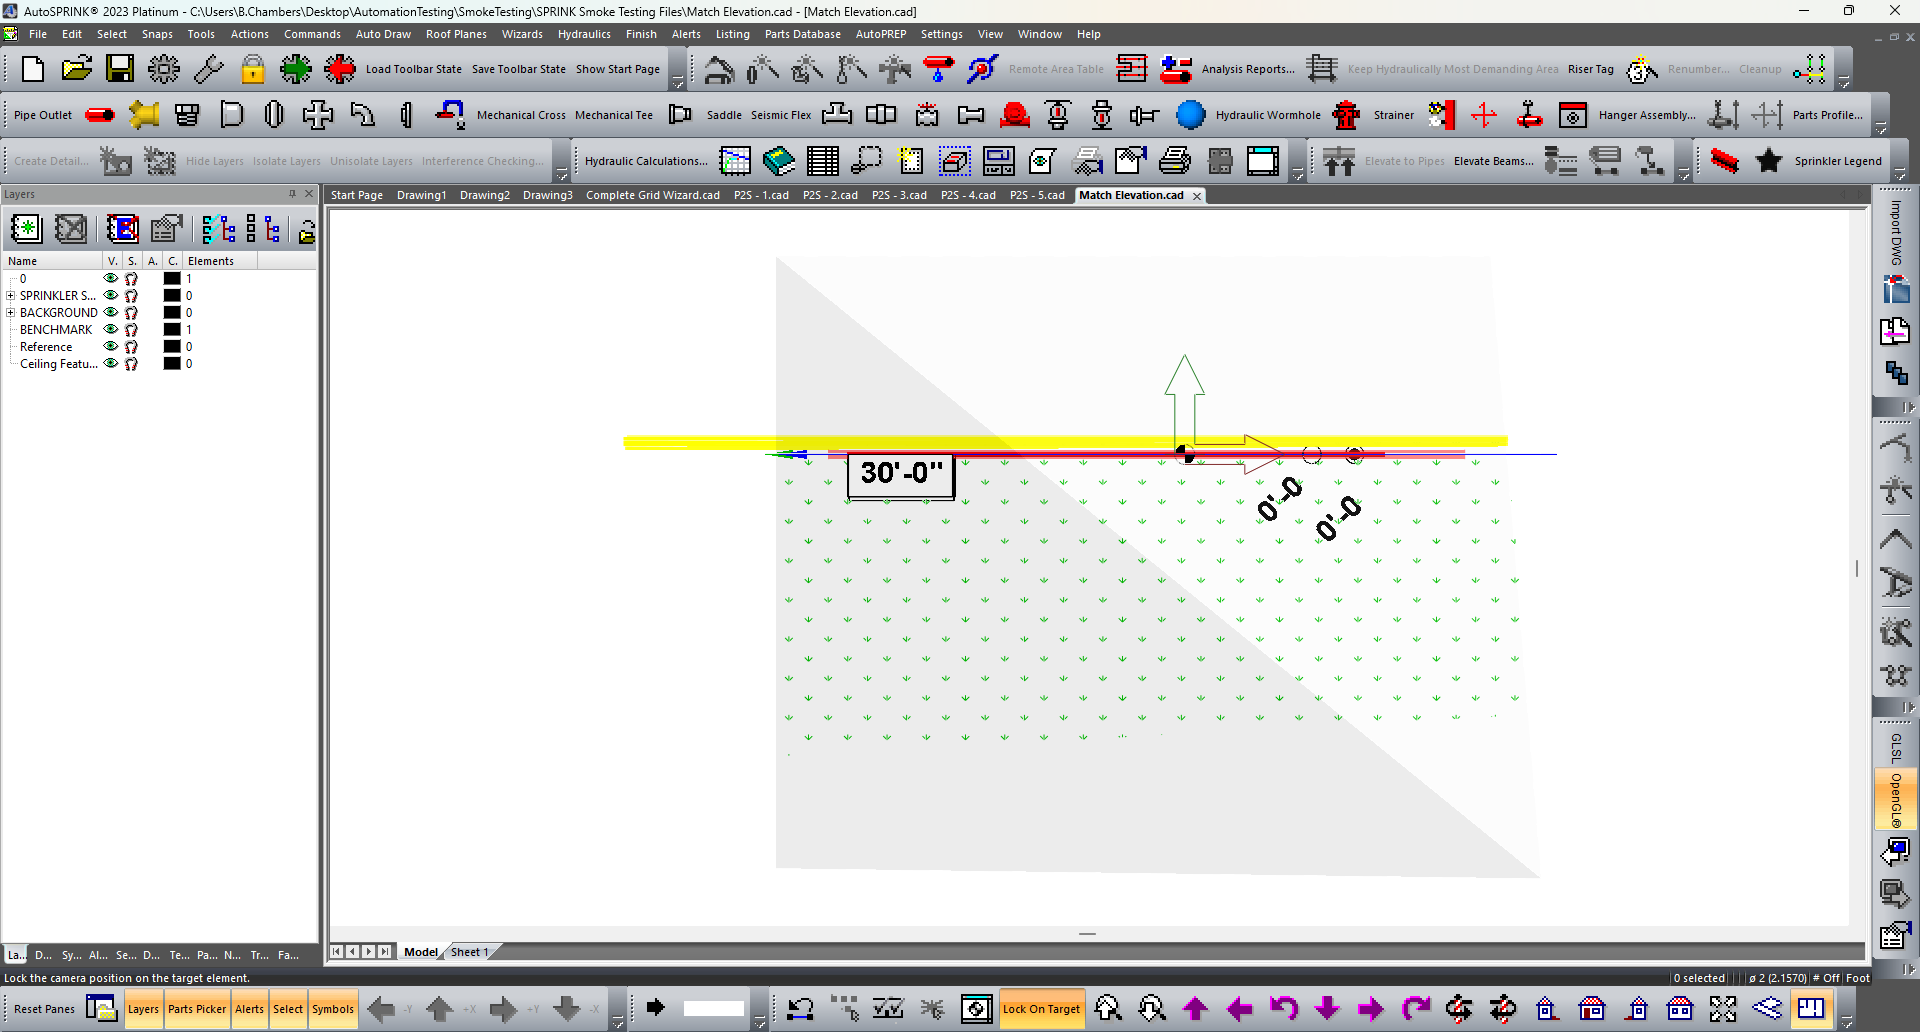 AutoSPRINK® 2023 Platinum - C:\Users\B.Chambers\Desktop\AutomationTesting\SmokeTesting\SPRINK Smoke Testing Files\Match Elevation.cad - [Match Elevation.cad]
File Edit Select Snaps Tools Actions Commands Auto Draw Roof Planes Wizards Hydraulics Finish Alerts Listing Parts Database AutoPREP Settings View Window Help
Load Toolbar State Save Toolbar State Show Start Page Remote Area Table Analysis Reports... Keep Hydraulically Most Demanding Area Riser Tag Renumber... Cleanup
Pipe Outlet Mechanical Cross Mechanical Tee Saddle Seismic Flex Hydraulic Wormhole Strainer Hanger Assembly... Parts Profile...
Create Detail... Hide Layers Isolate Layers Unisolate Layers Interference Checking... Hydraulic Calculations... Elevate to Pipes Elevate Beams... Sprinkler Legend
Layers
Start Page Drawing1 Drawing2 Drawing3 Complete Grid Wizard.cad P2S - 1.cad P2S - 2.cad P2S - 3.cad P2S - 4.cad P2S - 5.cad Match Elevation.cad
Import DWG
Name V. S. A. C. Elements
0 1
SPRINKLER S... 0
BACKGROUND 0
BENCHMARK 1
Reference 0
Ceiling Featu... 0
30'-0"
0'-0
0'-0
GLSL
OpenGL®
La... D... Sy... Al... Se... D... Te... Pa... N... Tr... Fa...
Model Sheet 1
Lock the camera position on the target element.
0 selected ø 2 (2.1570) # Off Foot
Reset Panes Layers Parts Picker Alerts Select Symbols -Y +X +Y -X Lock On Target